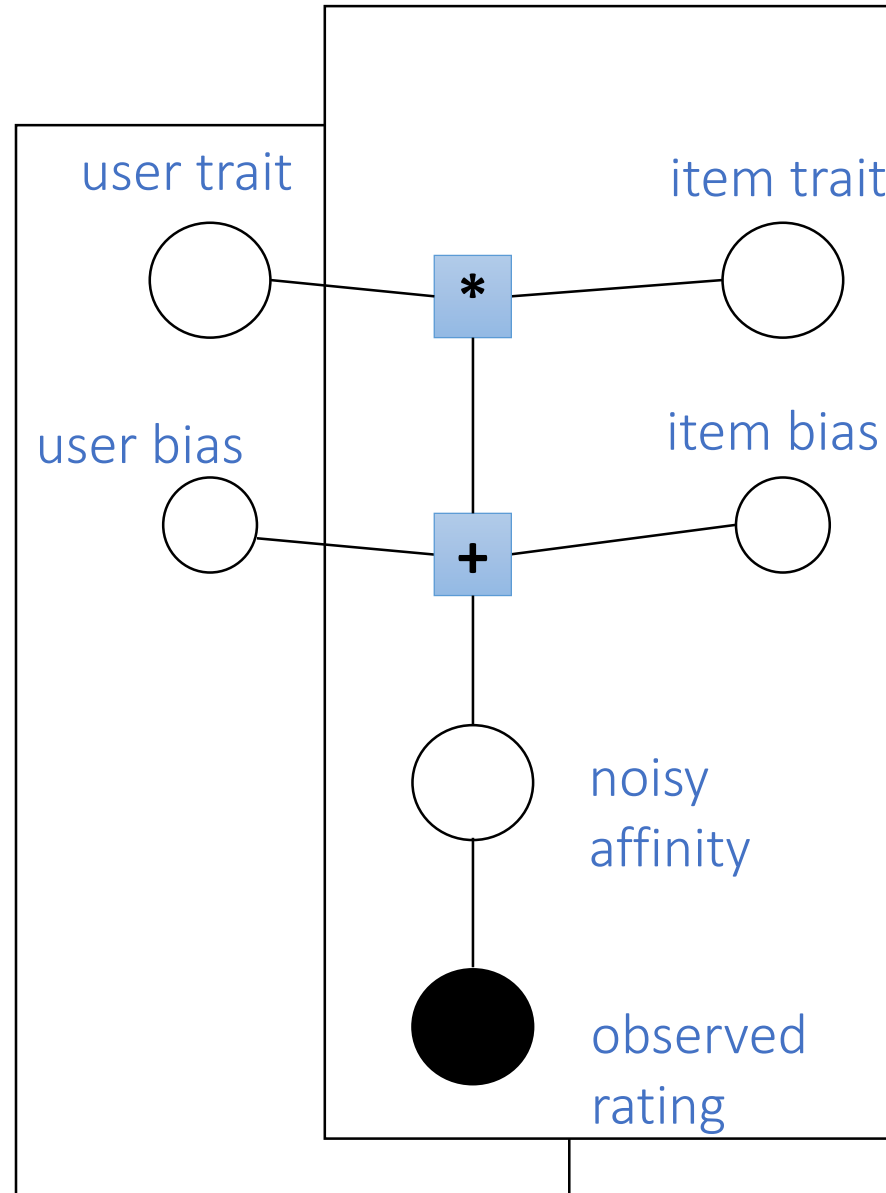 user trait
item trait
*
user bias
item bias
+
noisy
affinity
observed
rating